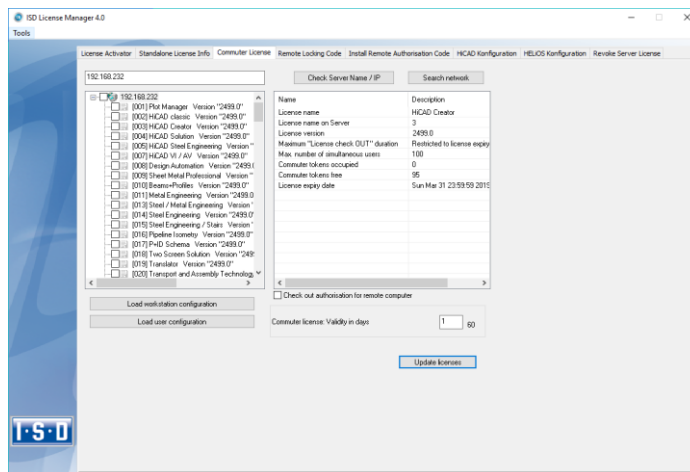 ISD License Manager 4.0
Tools
License Activator Standalone License Info Commuter License Remote Locking Code Install Remote Authorisation Code HiCAD Konfiguration HELiOS Konfiguration Revoke Server License
192.168.232
Check Server Name / IP
Search network
192.168.232
[001] Plot Manager Version "2499.0"
[002] HiCAD classic Version "2499.0"
[003] HiCAD Creator Version "2499.0"
[004] HiCAD Solution Version "2499.0"
[005] HiCAD Steel Engineering Version "
[007] HiCAD VI / AV Version "2499.0"
[008] Design Automation Version "2499.0
[009] Sheet Metal Professional Version "
[010] Beams+Profiles Version "2499.0"
[011] Metal Engineering Version "2499.0
[013] Steel / Metal Engineering Version "
[014] Steel Engineering Version "2499.0"
[015] Steel Engineering / Stairs Version "
[016] Pipeline Isometry Version "2499.0"
[017] P+ID Schema Version "2499.0"
[018] Two Screen Solution Version "249
[019] Translator Version "2499.0"
[020] Transport and Assembly Technolog
Name Description
License name HiCAD Creator
License name on Server 3
License version 2499.0
Maximum "License check OUT" duration Restricted to license expiry
Max. number of simultaneous users 100
Commuter tokens occupied 0
Commuter tokens free 95
License expiry date Sun Mar 31 23:59:59 2019
Check out authorisation for remote computer
Load workstation configuration
Load user configuration
Commuter license: Validity in days 1 60
Update licenses
I·S·D